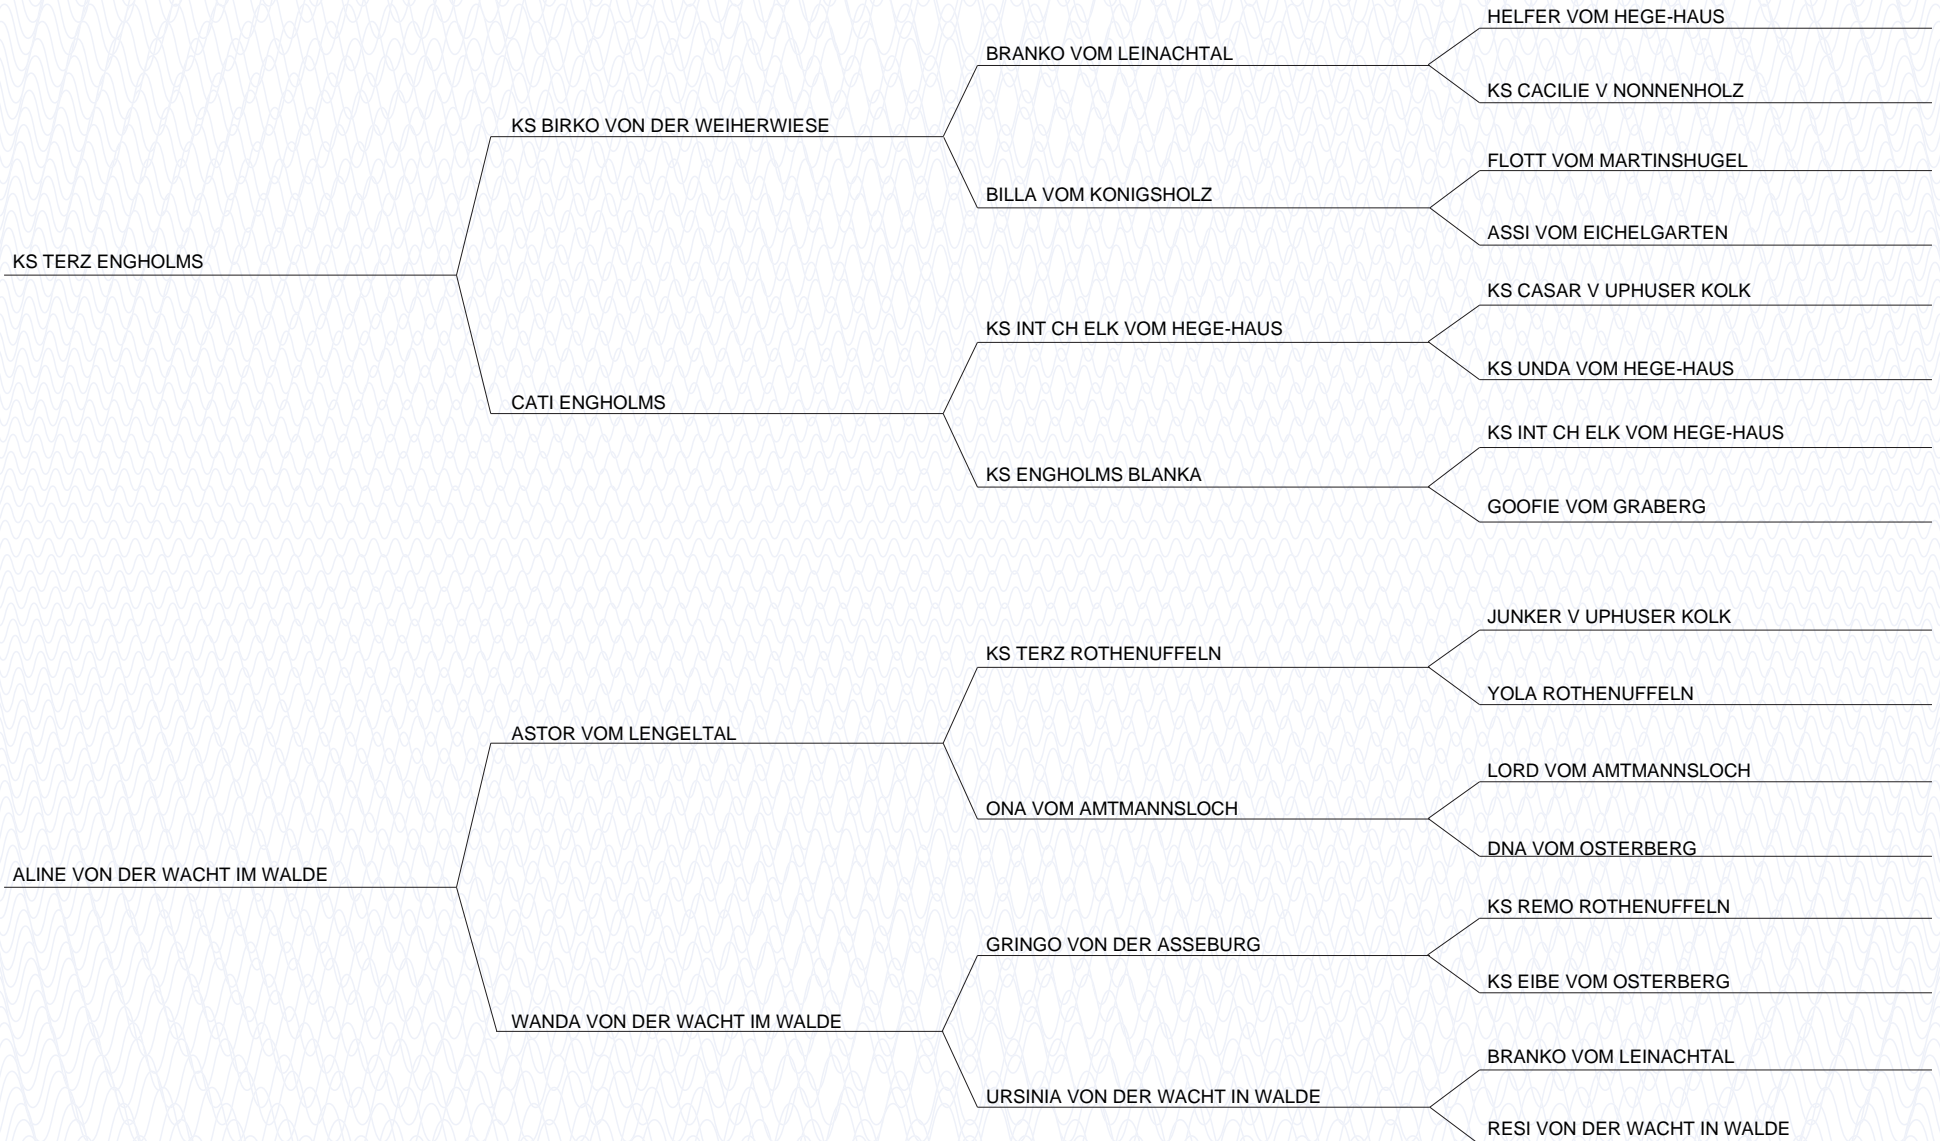 HELFER VOM HEGE-HAUS
BRANKO VOM LEINACHTAL
KS CACILIE V NONNENHOLZ
KS BIRKO VON DER WEIHERWIESE
FLOTT VOM MARTINSHUGEL
BILLA VOM KONIGSHOLZ
ASSI VOM EICHELGARTEN
KS TERZ ENGHOLMS
KS CASAR V UPHUSER KOLK
KS INT CH ELK VOM HEGE-HAUS
KS UNDA VOM HEGE-HAUS
CATI ENGHOLMS
KS INT CH ELK VOM HEGE-HAUS
KS ENGHOLMS BLANKA
GOOFIE VOM GRABERG
JUNKER V UPHUSER KOLK
KS TERZ ROTHENUFFELN
YOLA ROTHENUFFELN
ASTOR VOM LENGELTAL
LORD VOM AMTMANNSLOCH
ONA VOM AMTMANNSLOCH
DNA VOM OSTERBERG
ALINE VON DER WACHT IM WALDE
KS REMO ROTHENUFFELN
GRINGO VON DER ASSEBURG
KS EIBE VOM OSTERBERG
WANDA VON DER WACHT IM WALDE
BRANKO VOM LEINACHTAL
URSINIA VON DER WACHT IN WALDE
RESI VON DER WACHT IN WALDE